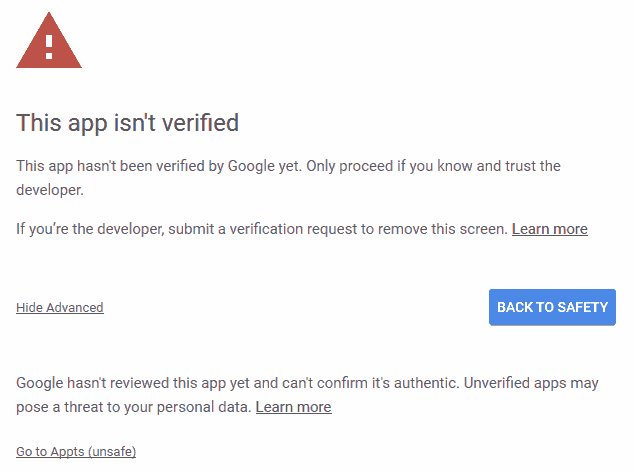 This app isn't verified
This app hasn't been verified by Google yet. Only proceed if you know and trust the
developer.
If you’re the developer, submit a verification request to remove this screen. Learn more
Hide Advanced
BACK TO SAFETY
Google hasn't reviewed this app yet and can't confirm it's authentic. Unverified apps may
pose a threat to your personal data. Learn more
Go to Appts (unsafe)